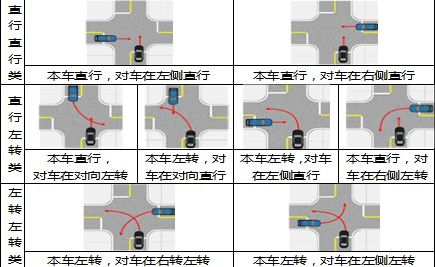 直行直行类
本车直行，对车在左侧直行
本车直行，对车在右侧直行
直行左转类
本车直行，
对车在对向左转
本车左转，对
车在对向直行
本车左转，对车
在左侧直行
本车直行，对
车在右侧左转
左转左转类
本车左转，对车在右转左转
本车左转，对车在左侧左转